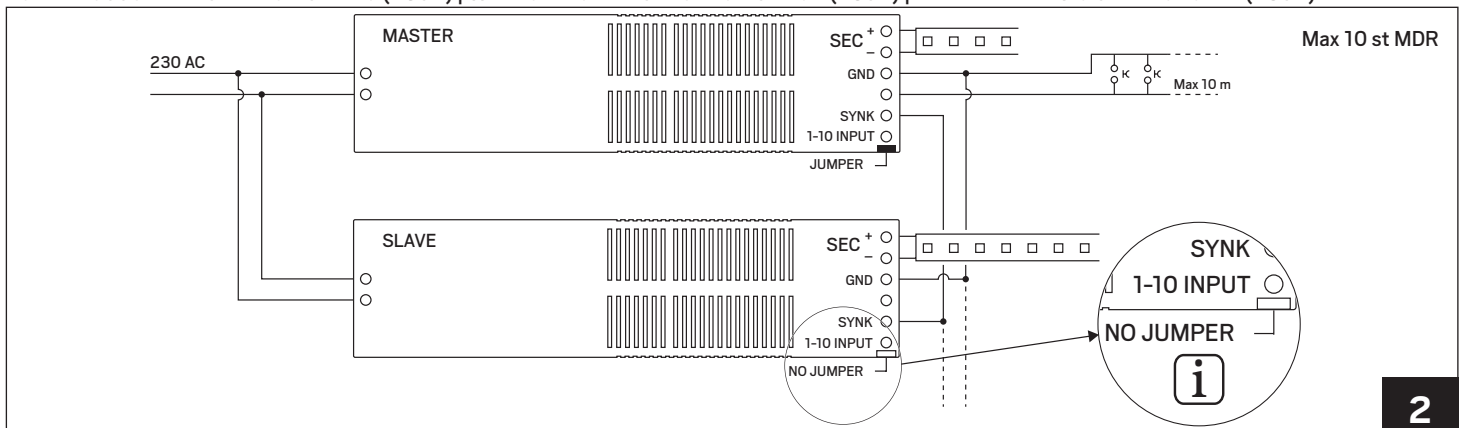 MASTER
SEC + –
Max 10 st MDR
230 AC
GND
K K
Max 10 m
SYNK
1-10 INPUT
JUMPER
SLAVE
SEC + –
GND
SYNK
1-10 INPUT
NO JUMPER
SYNK
1-10 INPUT
NO JUMPER
i
2